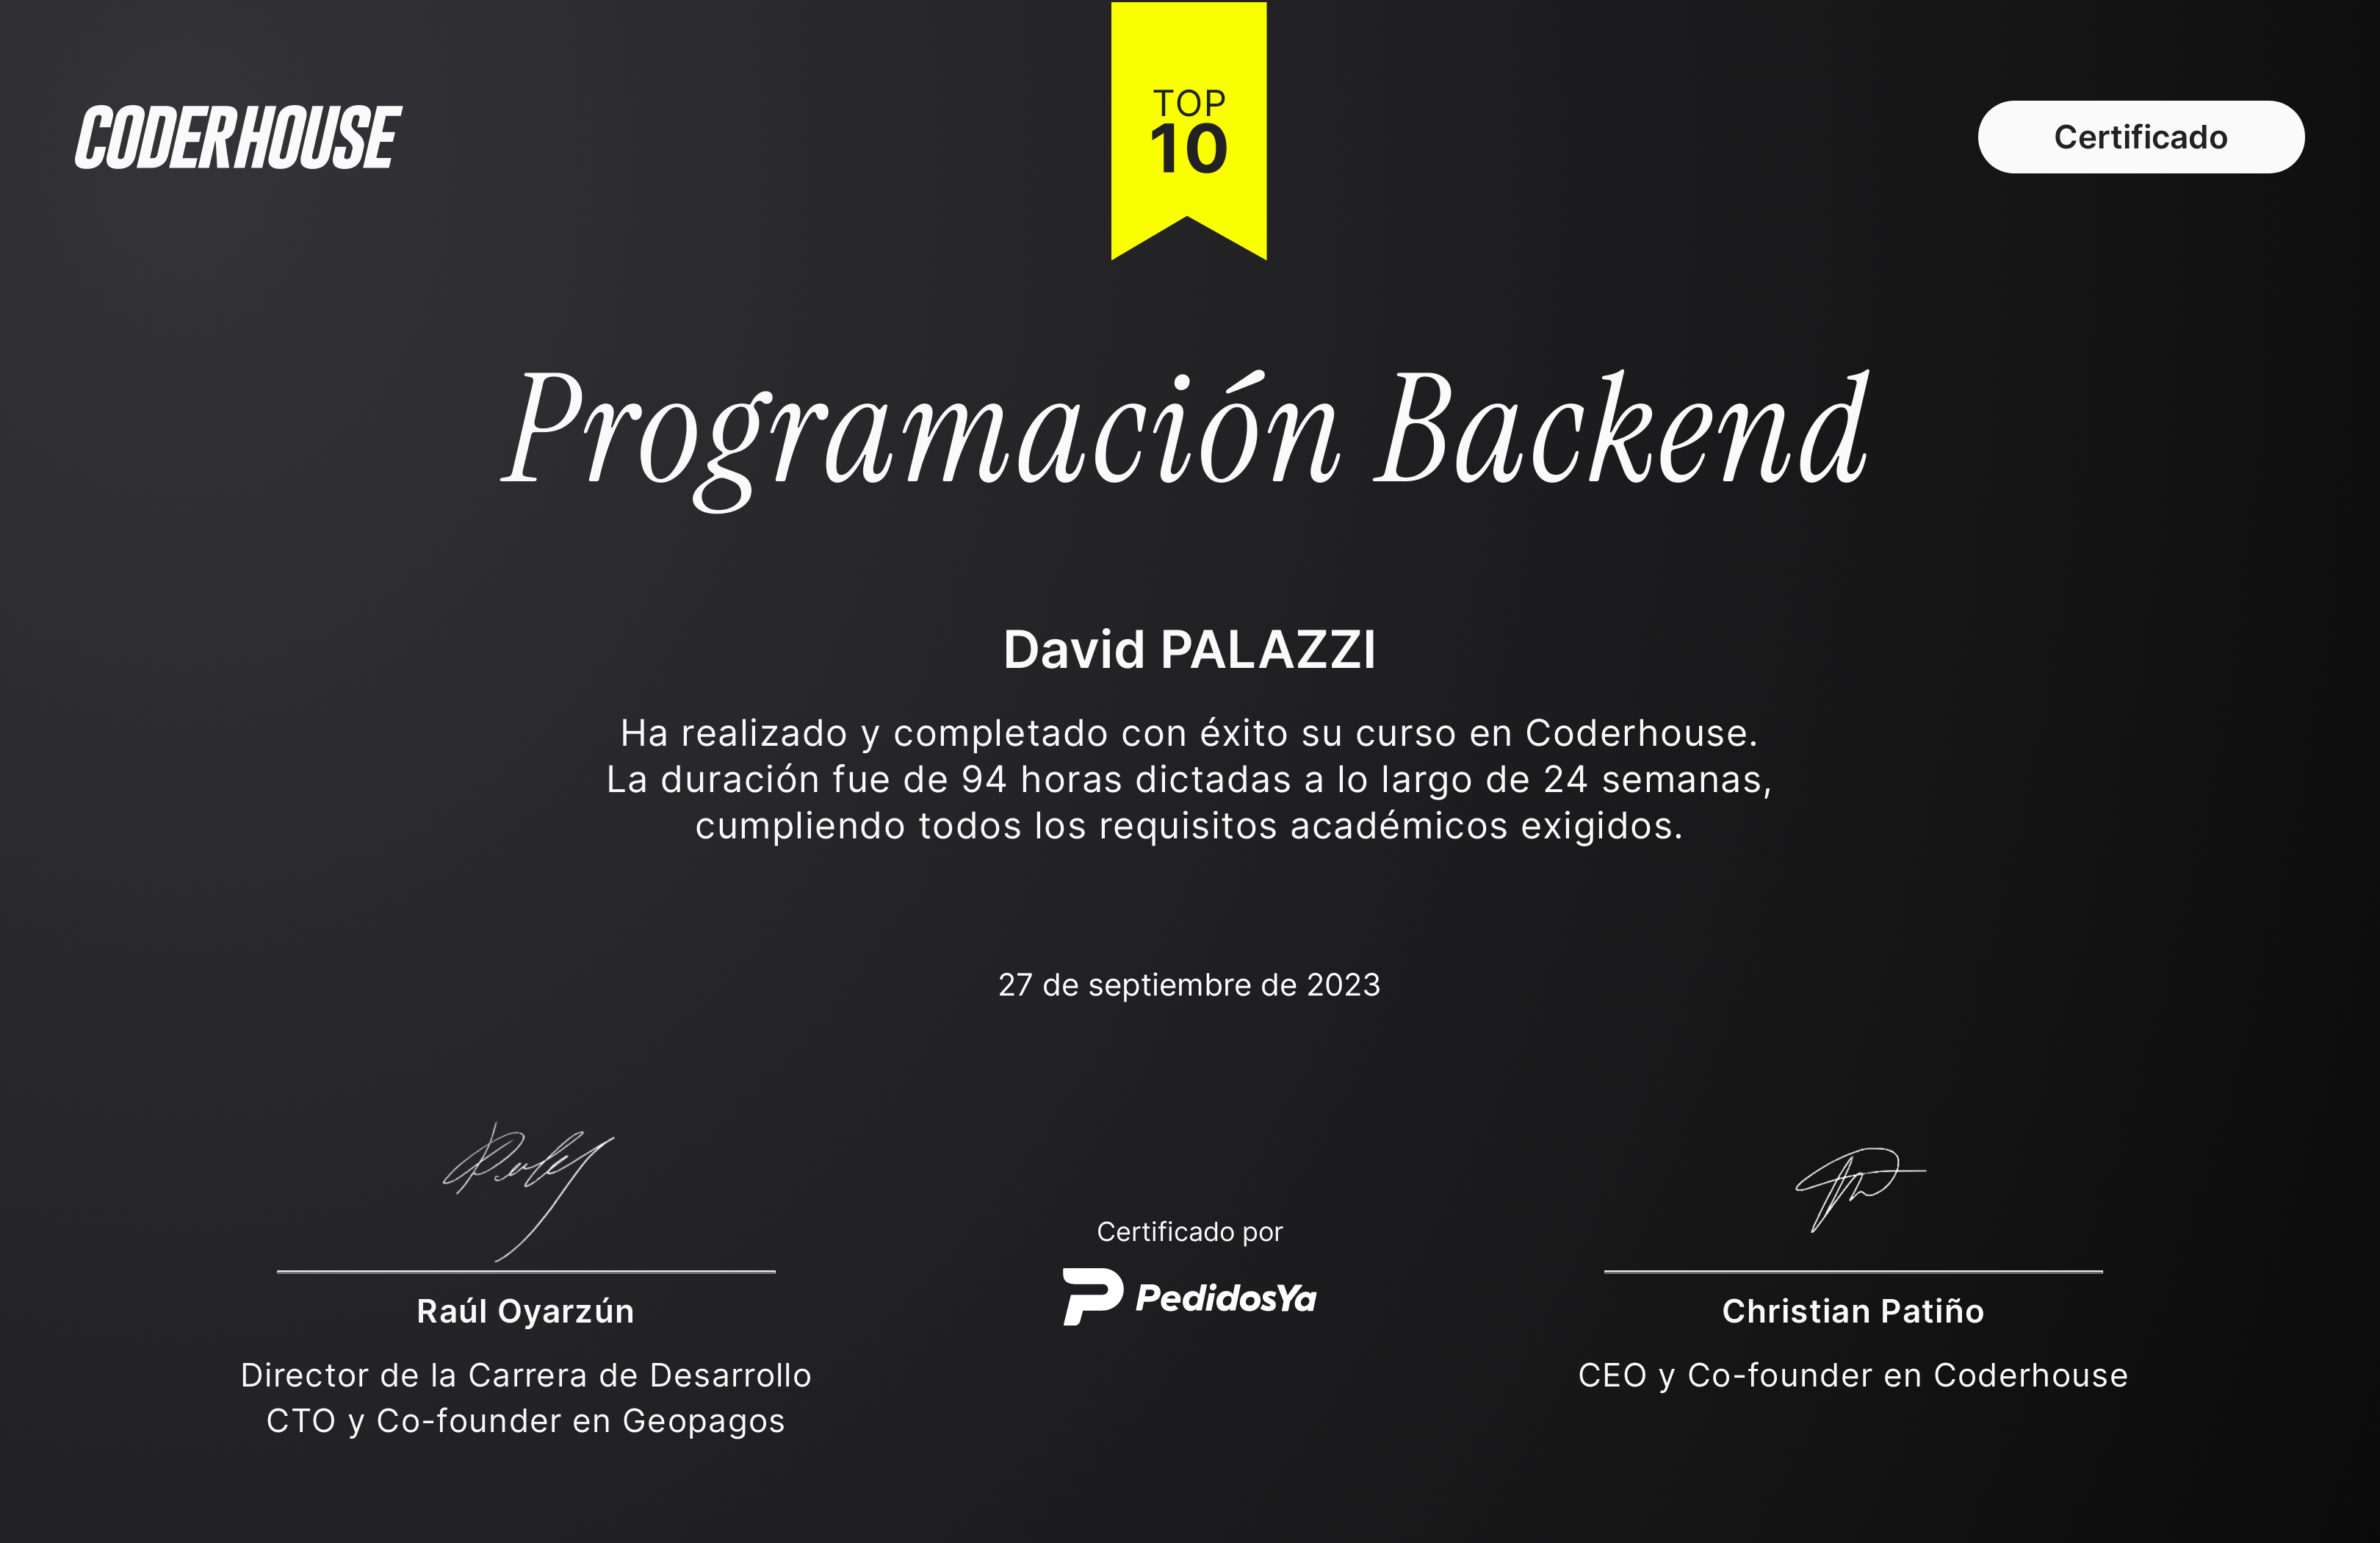 CODERHOUSE
TOP
10
Certificado
Programación Backend
David PALAZZI
Ha realizado y completado con éxito su curso en Coderhouse.
La duración fue de 94 horas dictadas a lo largo de 24 semanas,
cumpliendo todos los requisitos académicos exigidos.
27 de septiembre de 2023
Raúl Oyarzún
Director de la Carrera de Desarrollo
CTO y Co-founder en Geopagos
Certificado por
PedidosYa
Christian Patiño
CEO y Co-founder en Coderhouse